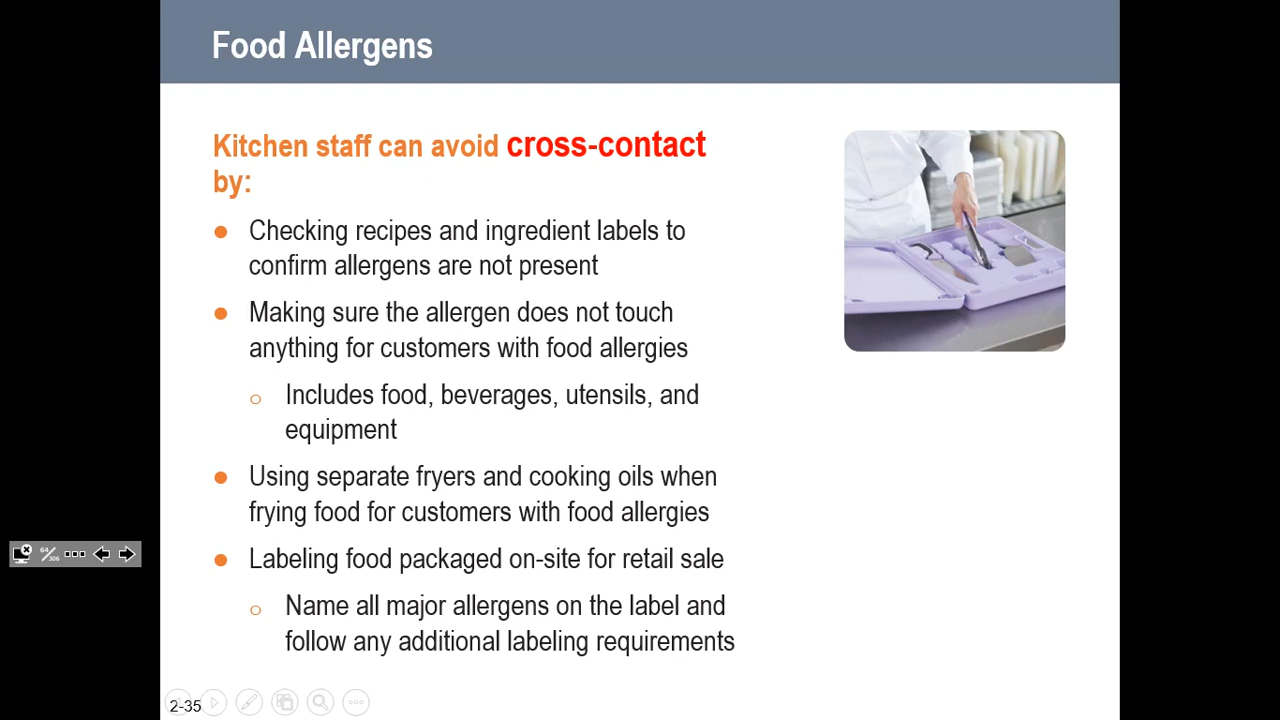 Food Allergens
Kitchen staff can avoid cross-contact
by:
Checking recipes and ingredient labels to
confirm allergens are not present
Making sure the allergen does not touch
anything for customers with food allergies
Includes food, beverages, utensils, and
equipment
Using separate fryers and cooking oils when
frying food for customers with food allergies
Labeling food packaged on-site for retail sale
Name all major allergens on the label and
follow any additional labeling requirements
64/306
2-35